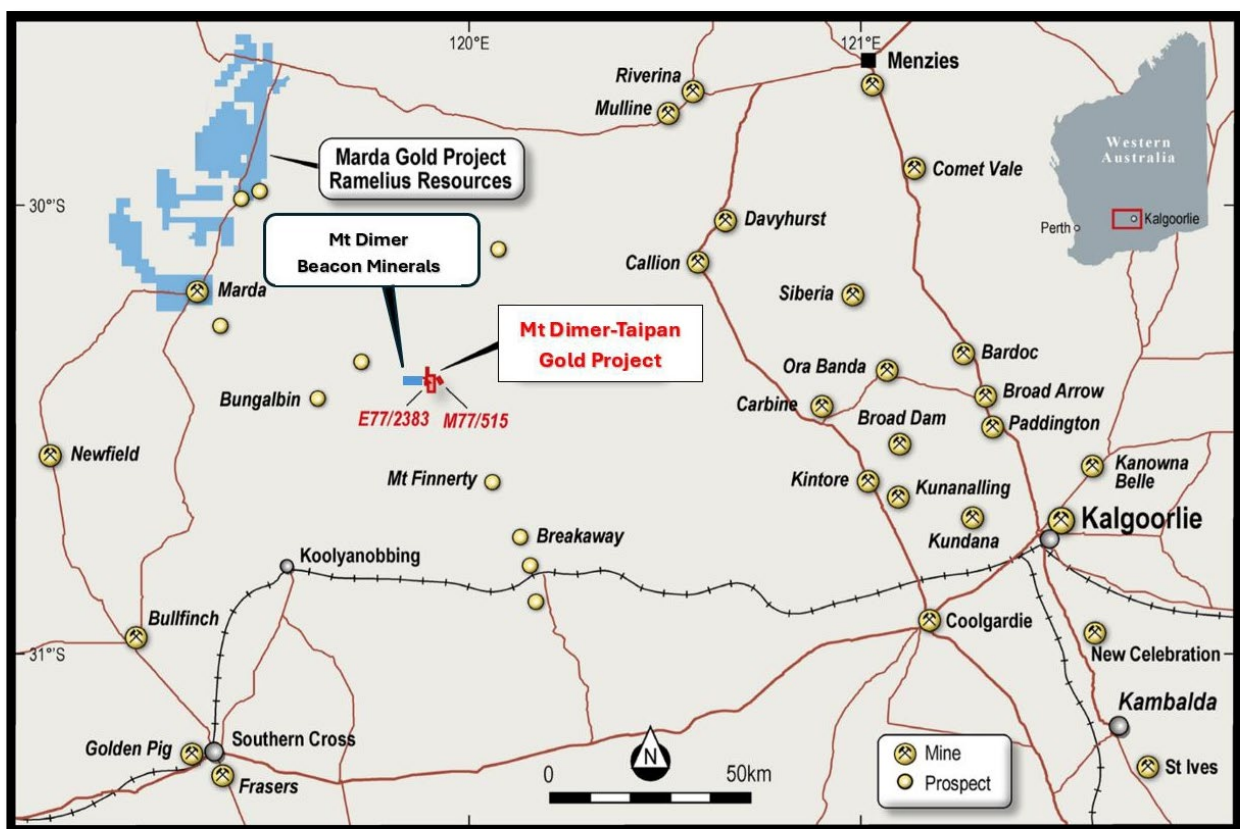 120°E
121°E
Menzies
Riverina
Mulline
Western
Australia
Perth
Kalgoorlie
Marda Gold Project
Ramelius Resources
Comet Vale
30°'S
Davyhurst
Mt Dimer
Beacon Minerals
Callion
Siberia
Marda
Mt Dimer-Taipan
Gold Project
Bardoc
Ora Banda
Broad Arrow
Bungalbin
E77/2383
M77/515
Carbine
Broad Dam
Paddington
Newfield
Mt Finnerty
Kintore
Kunanalling
Kanowna
Belle
Kundana
Kalgoorlie
Breakaway
Koolyanobbing
Bullfinch
Coolgardie
31°'S
New Celebration
Kambalda
Golden Pig
Southern Cross
Frasers
N
0
50km
Mine
Prospect
St Ives